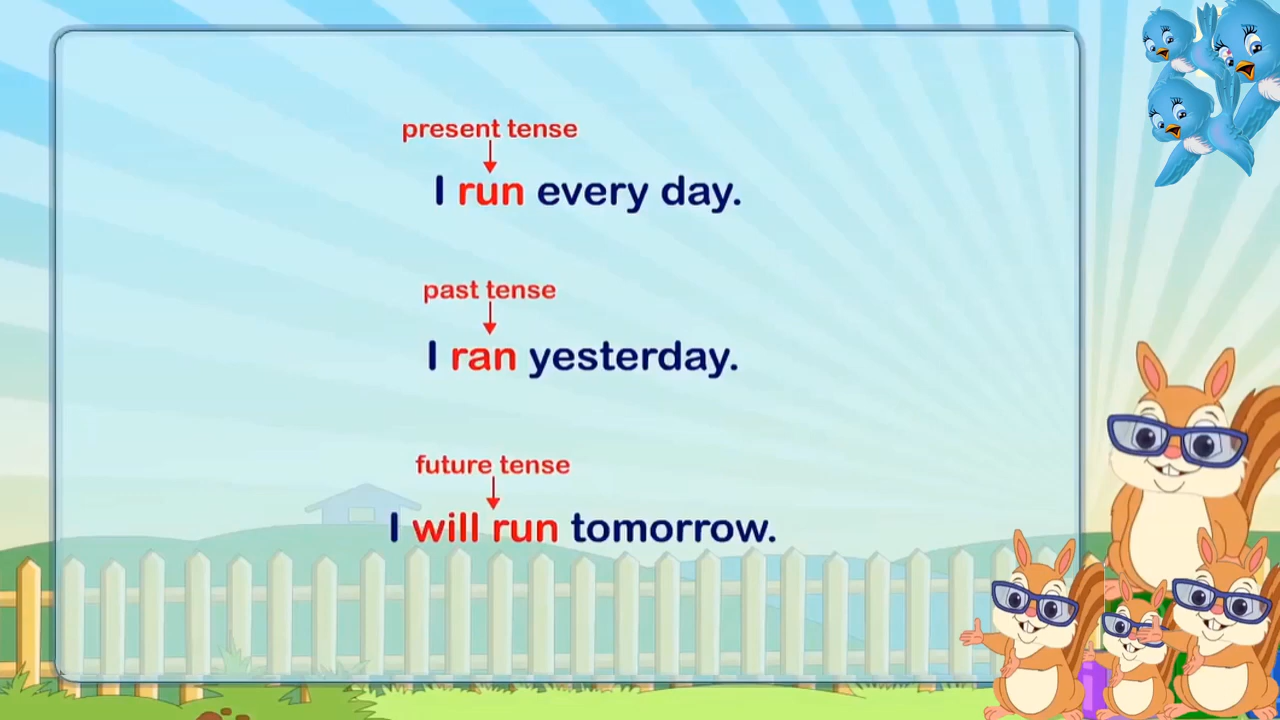 present tense
I run every day.
past tense
I ran yesterday.
future tense
I will run tomorrow.